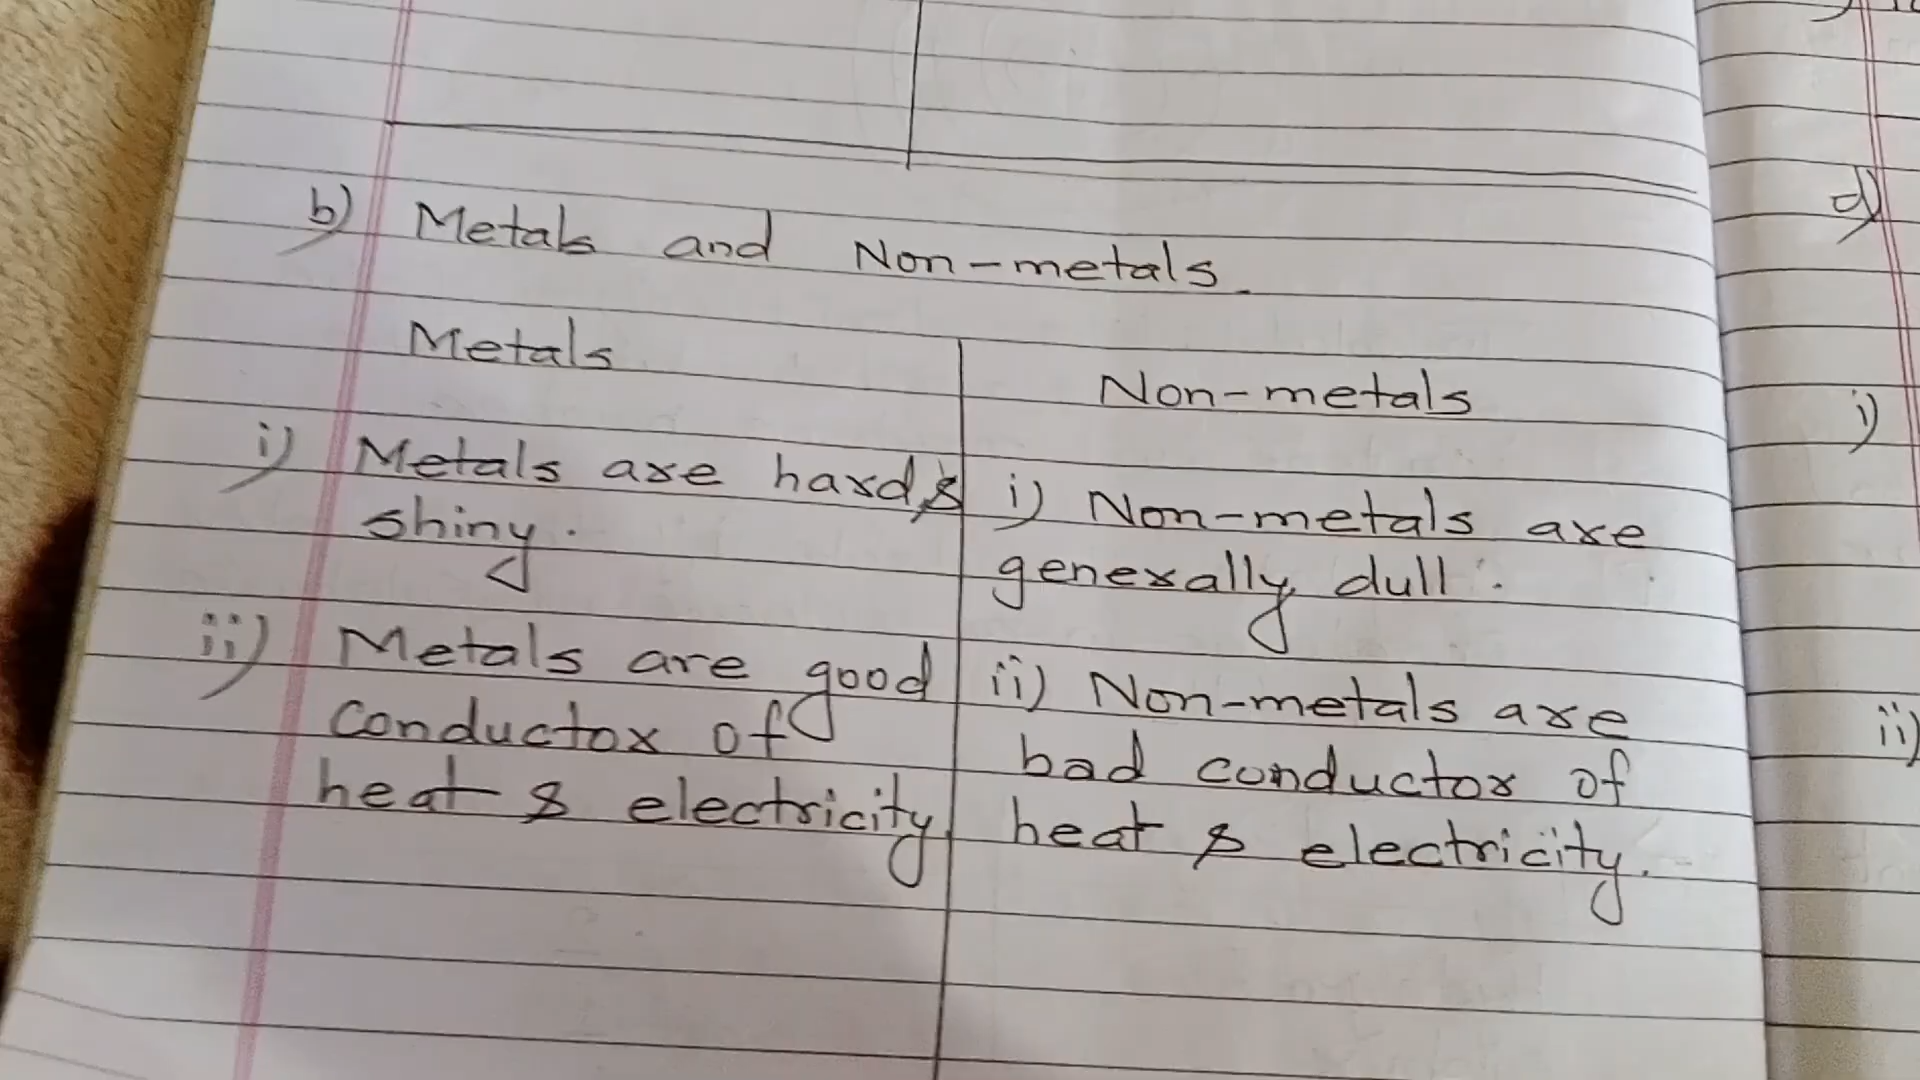 b) Metals and Non-metals.
Metals
Non-metals
i) Metals are hard &
shiny.
i) Non-metals are
generally dull.
ii) Metals are good
conductor of
heat & electricity
ii) Non-metals are
bad conductor of
heat & electricity.
d)
i)
ii)